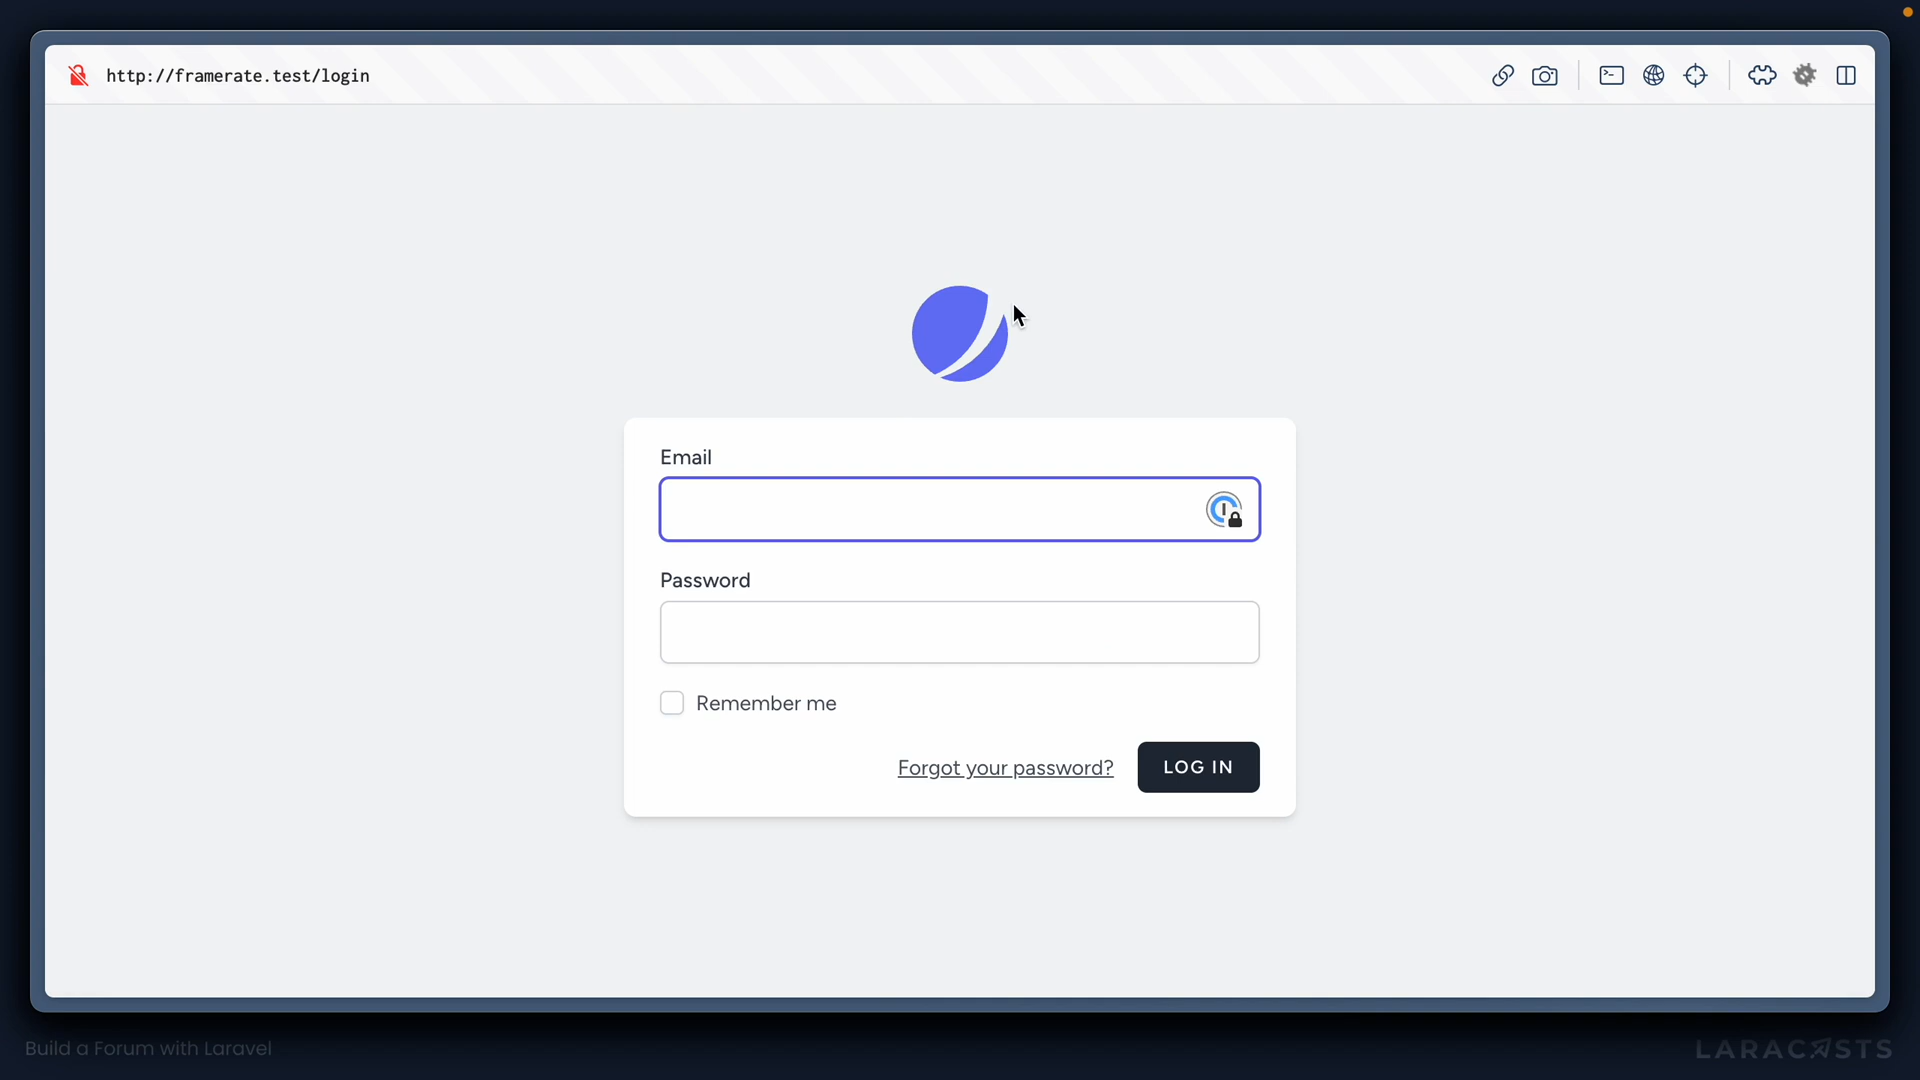 http://framerate.test/login
Email
Password
Remember me
Forgot your password?
LOG IN
Build a Forum with Laravel
LARACASTS